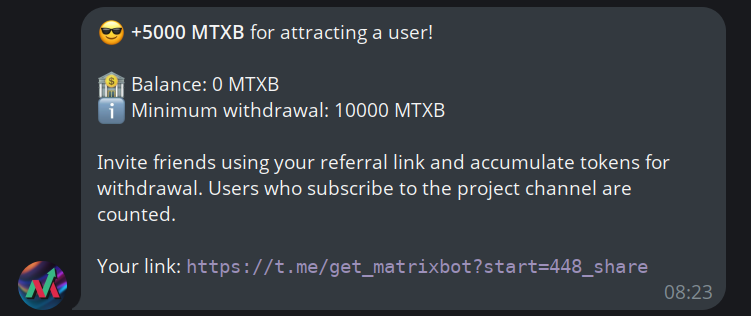 😎 +5000 MTXB for attracting a user!
🏦 Balance: 0 MTXB
ℹ️ Minimum withdrawal: 10000 MTXB
Invite friends using your referral link and accumulate tokens for
withdrawal. Users who subscribe to the project channel are
counted.
Your link: https://t.me/get_matrixbot?start=448_share
08:23